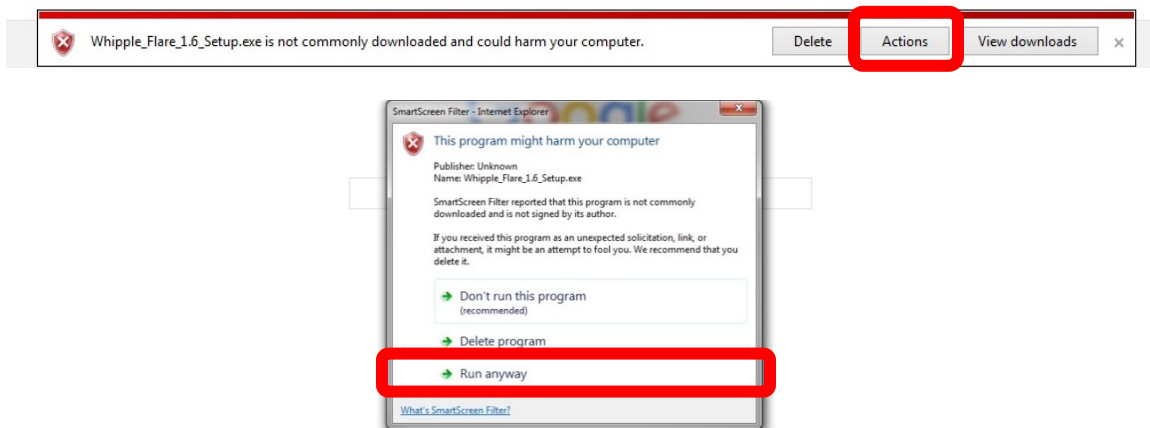 Whipple_Flare_1.6_Setup.exe is not commonly downloaded and could harm your computer.
Delete
Actions
View downloads
SmartScreen Filter - Internet Explorer
This program might harm your computer
Publisher: Unknown
Name: Whipple_Flare_1.6_Setup.exe
SmartScreen Filter reported that this program is not commonly
downloaded and is not signed by its author.
If you received this program as an unexpected solicitation, link, or
attachment, it might be an attempt to fool you. We recommend that you
delete it.
Don't run this program
(recommended)
Delete program
Run anyway
What's SmartScreen Filter?